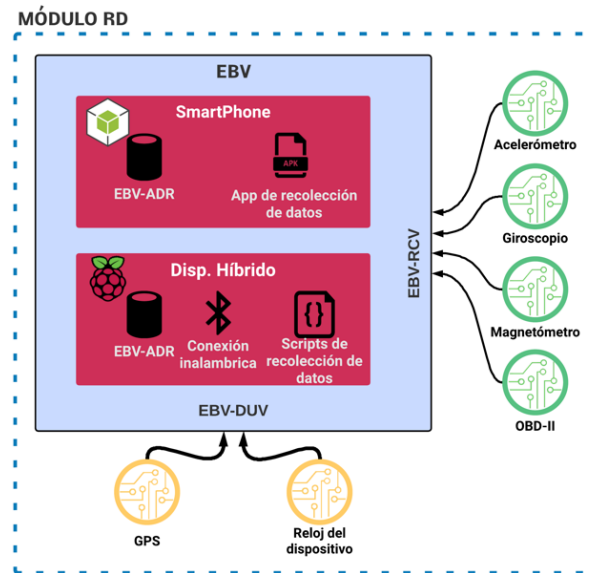 MÓDULO RD
EBV
SmartPhone
EBV-ADR
APK
App de recolección
de datos
Disp. Híbrido
EBV-ADR
Conexión
inalambrica
{}
Scripts de
recolección de
datos
EBV-DUV
EBV-RCV
Acelerómetro
Giroscopio
Magnetómetro
OBD-II
GPS
Reloj del
dispositivo